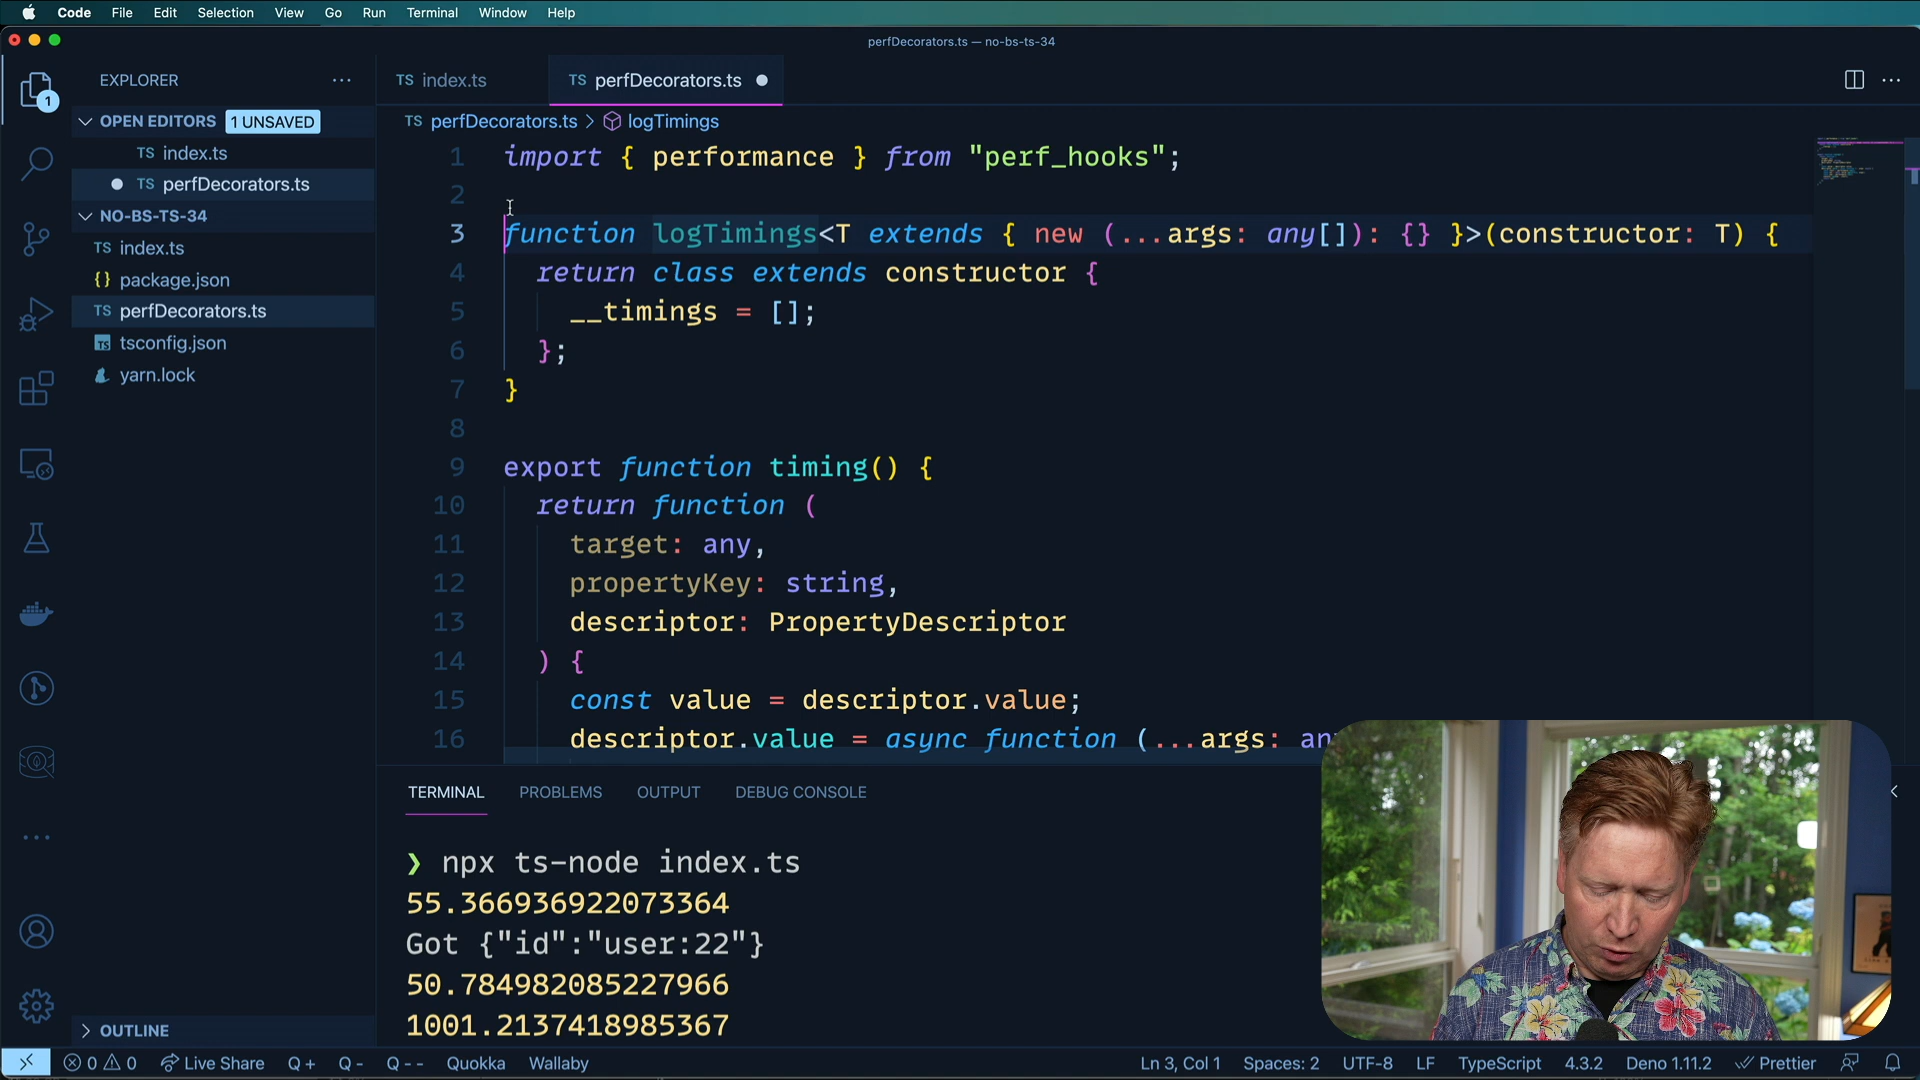 Code File Edit Selection View Go Run Terminal Window Help
perfDecorators.ts — no-bs-ts-34
EXPLORER
OPEN EDITORS 1 UNSAVED
TS index.ts
TS perfDecorators.ts
NO-BS-TS-34
TS index.ts
{} package.json
TS perfDecorators.ts
TS tsconfig.json
yarn.lock
OUTLINE
1
TS index.ts
TS perfDecorators.ts
TS perfDecorators.ts > logTimings
1 import { performance } from "perf_hooks";
2
3 function logTimings<T extends { new (...args: any[]): {} }>(constructor: T) {
4 return class extends constructor {
5 __timings = [];
6 };
7 }
8
9 export function timing() {
10 return function (
11 target: any,
12 propertyKey: string,
13 descriptor: PropertyDescriptor
14 ) {
15 const value = descriptor.value;
16 descriptor.value = async function (...args: an
TERMINAL PROBLEMS OUTPUT DEBUG CONSOLE
❯ npx ts-node index.ts
55.366936922073364
Got {"id":"user:22"}
50.784982085227966
1001.2137418985367
0 0 Live Share Q + Q - Q - - Quokka Wallaby Ln 3, Col 1 Spaces: 2 UTF-8 LF TypeScript 4.3.2 Deno 1.11.2 Prettier